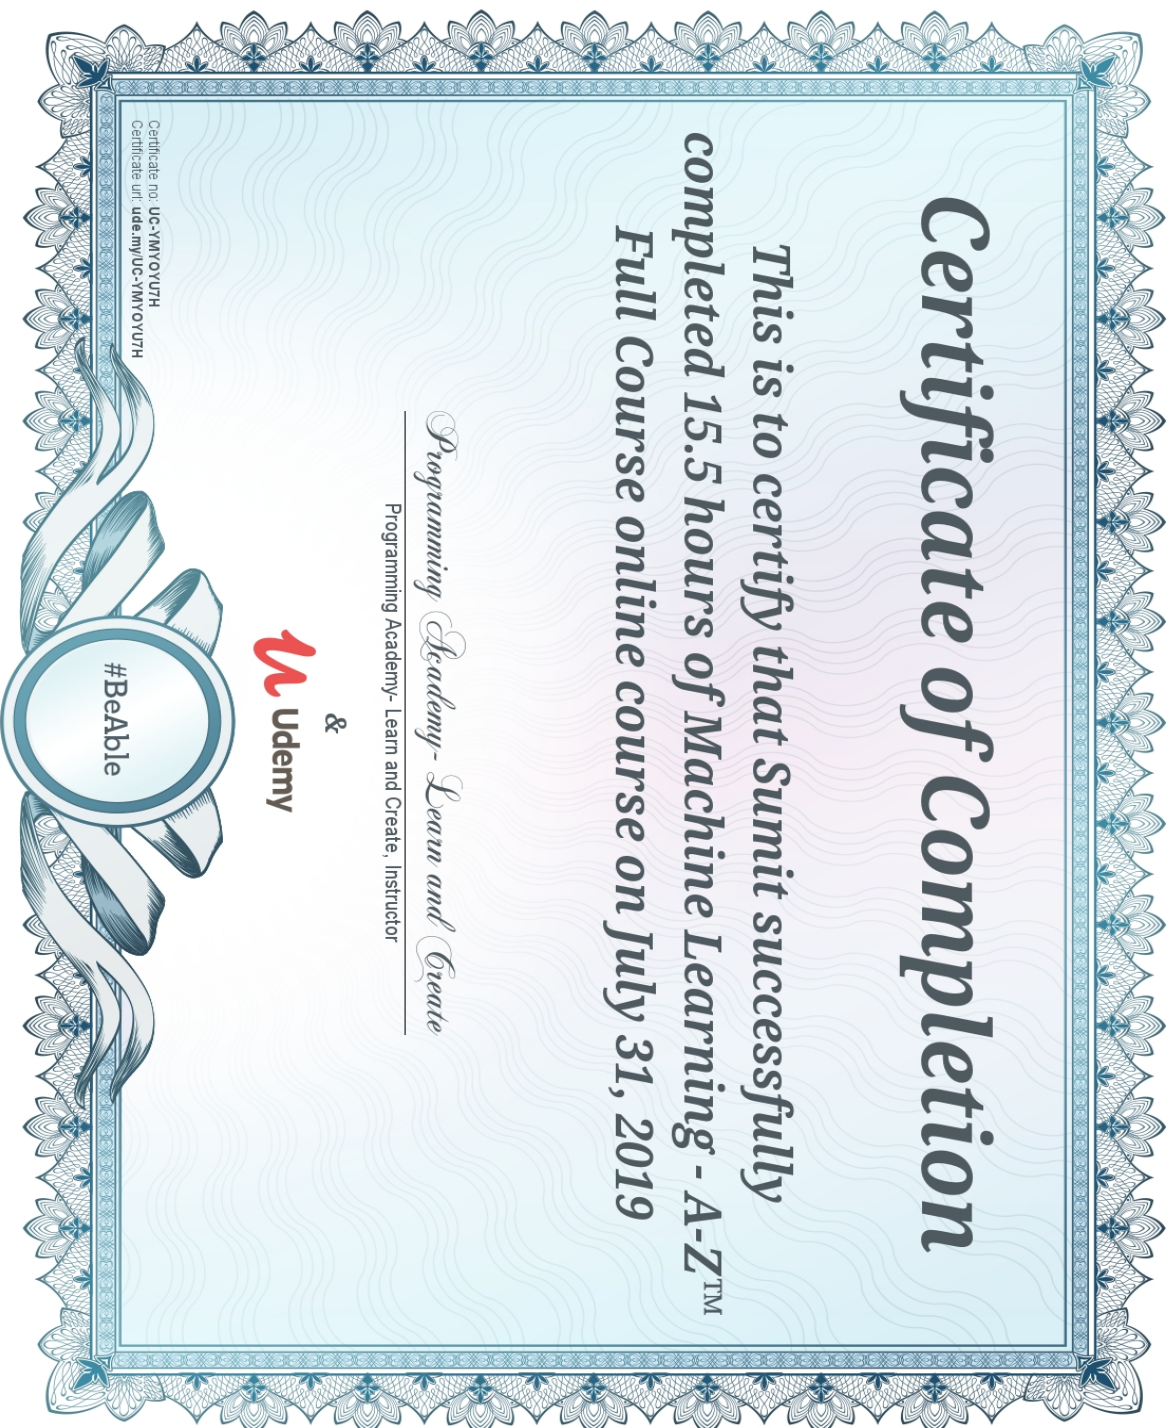 Certificate of Completion
This is to certify that Sumit successfully
completed 15.5 hours of Machine Learning - A-Z™
Full Course online course on July 31, 2019
Programming Academy- Learn and Create
Programming Academy- Learn and Create, Instructor
&
Udemy
Certificate no: UC-YMYOYU7H
Certificate url: ude.my/UC-YMYOYU7H
#BeAble